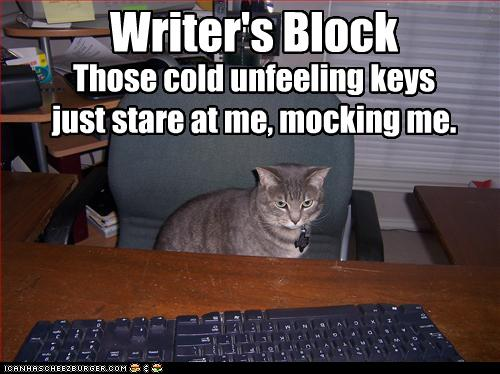 Writer's Block
Those cold unfeeling keys
just stare at me, mocking me.
ICANHASCHEEZBURGER.COM